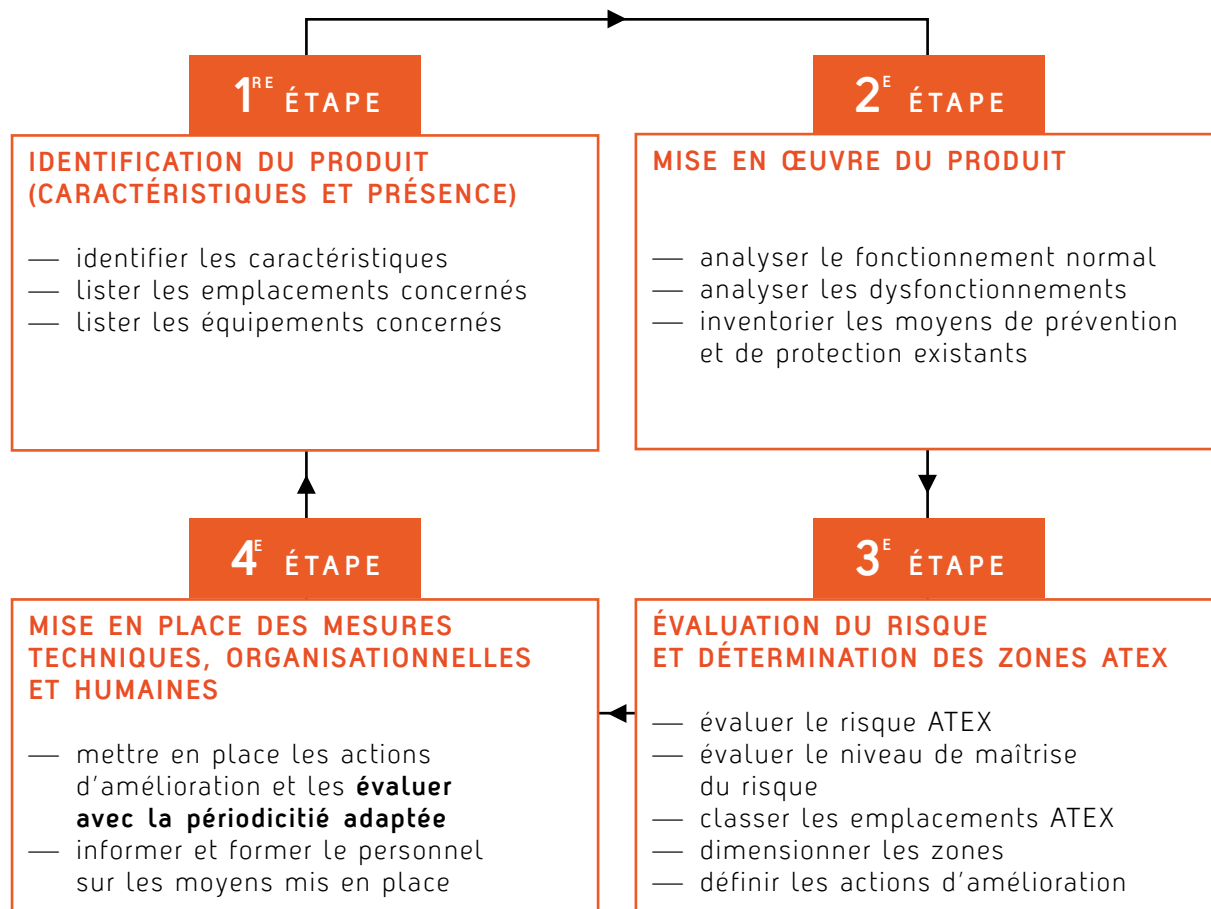 1RE ÉTAPE
IDENTIFICATION DU PRODUIT
(CARACTÉRISTIQUES ET PRÉSENCE)
— identifier les caractéristiques
— lister les emplacements concernés
— lister les équipements concernés
2E ÉTAPE
MISE EN ŒUVRE DU PRODUIT
— analyser le fonctionnement normal
— analyser les dysfonctionnements
— inventorier les moyens de prévention
et de protection existants
3E ÉTAPE
ÉVALUATION DU RISQUE
ET DÉTERMINATION DES ZONES ATEX
— évaluer le risque ATEX
— évaluer le niveau de maîtrise
du risque
— classer les emplacements ATEX
— dimensionner les zones
— définir les actions d'amélioration
4E ÉTAPE
MISE EN PLACE DES MESURES
TECHNIQUES, ORGANISATIONNELLES
ET HUMAINES
— mettre en place les actions
d'amélioration et les évaluer
avec la périodicitié adaptée
— informer et former le personnel
sur les moyens mis en place